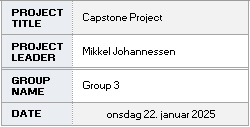 PROJECT TITLE Capstone Project
PROJECT LEADER Mikkel Johannessen
GROUP NAME Group 3
DATE onsdag 22. januar 2025